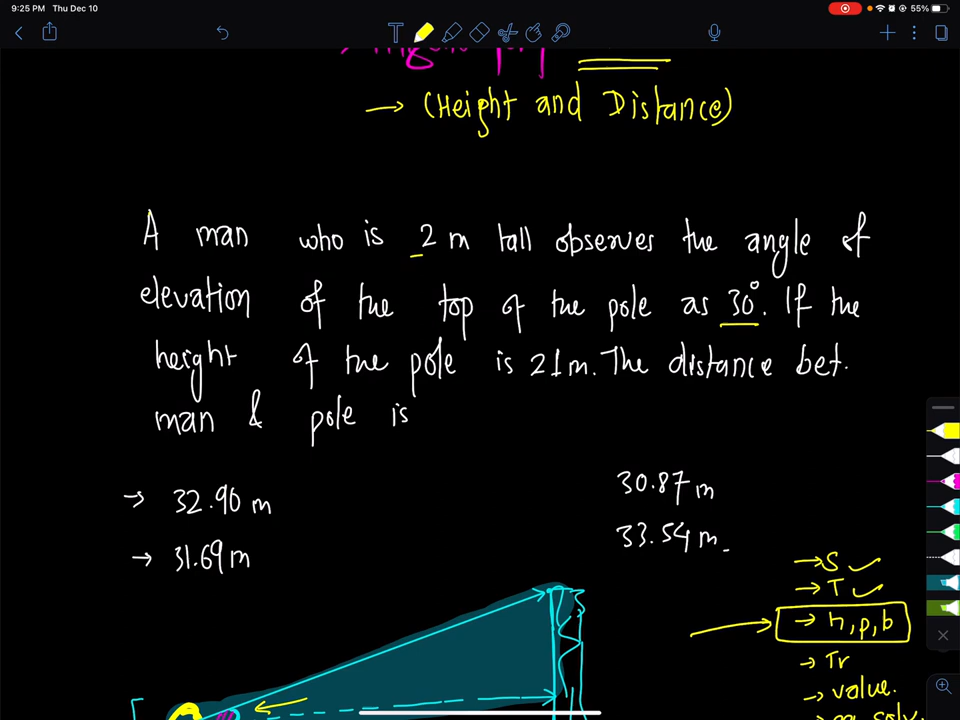 9:25 PM Thu Dec 10
55%
T
(Height and Distance)
A man who is 2 m tall observes the angle of
elevation of the top of the pole as 30°. If the
height of the pole is 21m. The distance bet.
man & pole is
→ 32.90 m
30.87 m
→ 31.69 m
33.54 m.
→ S ✓
→ T ✓
→ h, p, b
→ Tr
→ value.